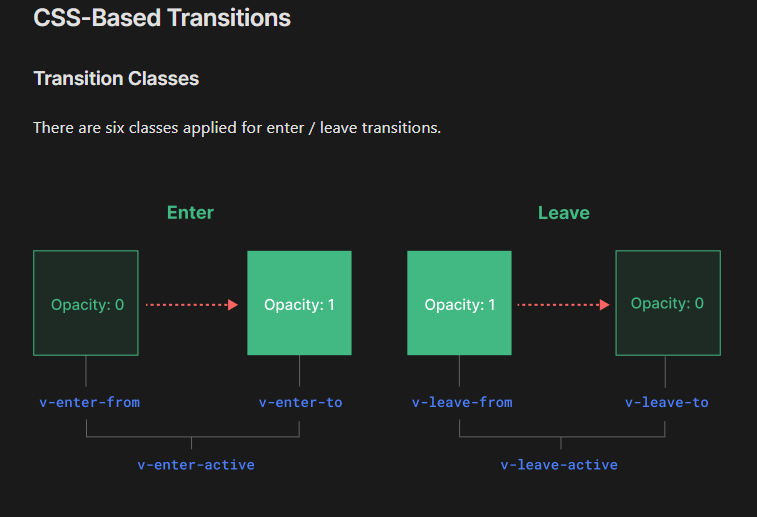 CSS-Based Transitions
Transition Classes
There are six classes applied for enter / leave transitions.
Enter
Leave
Opacity: 0
Opacity: 1
Opacity: 1
Opacity: 0
v-enter-from
v-enter-to
v-leave-from
v-leave-to
v-enter-active
v-leave-active